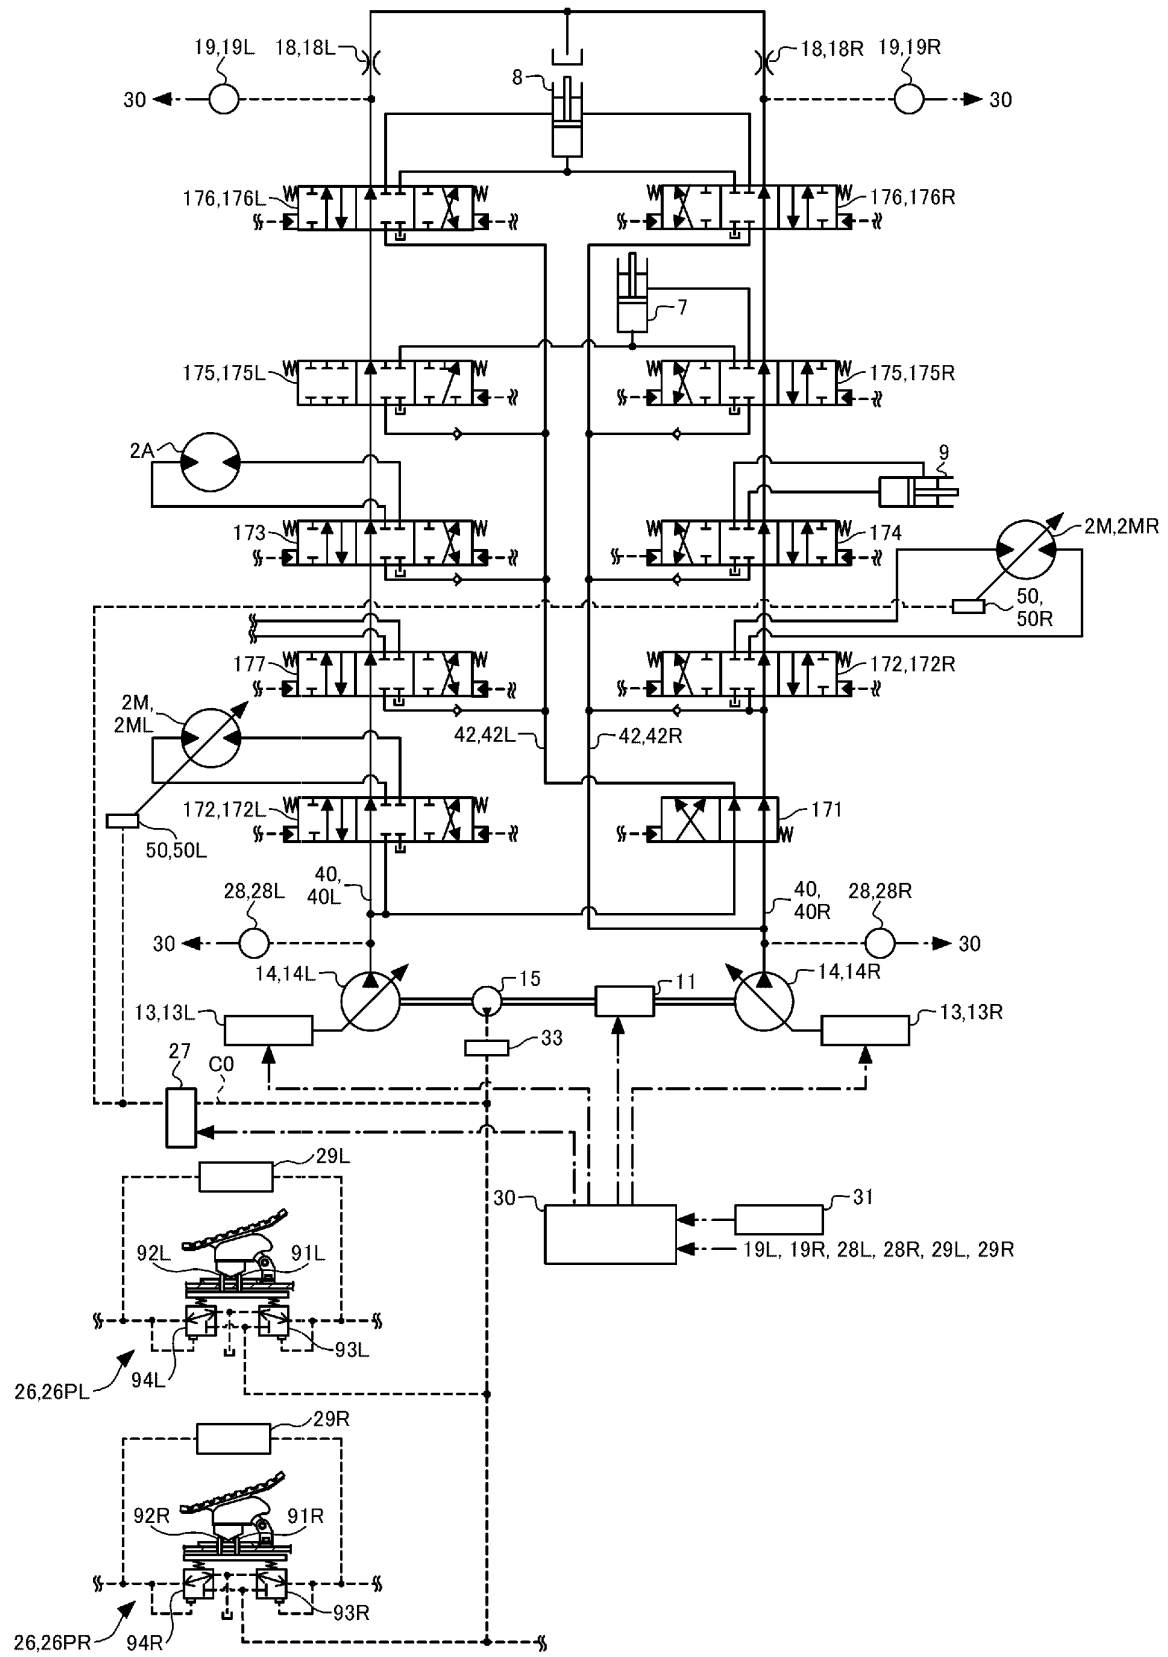 19,19L
18,18L
18,18R
19,19R
8
30
30
176,176L
176,176R
7
175,175L
175,175R
2A
9
173
174
2M,2MR
50,
50R
177
172,172R
2M,
2ML
42,42L
42,42R
172,172L
171
50,50L
40,
40L
40,
40R
28,28L
28,28R
30
30
14,14L
15
11
14,14R
13,13L
13,13R
33
27
C0
29L
30
31
92L
91L
19L, 19R, 28L, 28R, 29L, 29R
93L
94L
26,26PL
29R
92R
91R
93R
94R
26,26PR